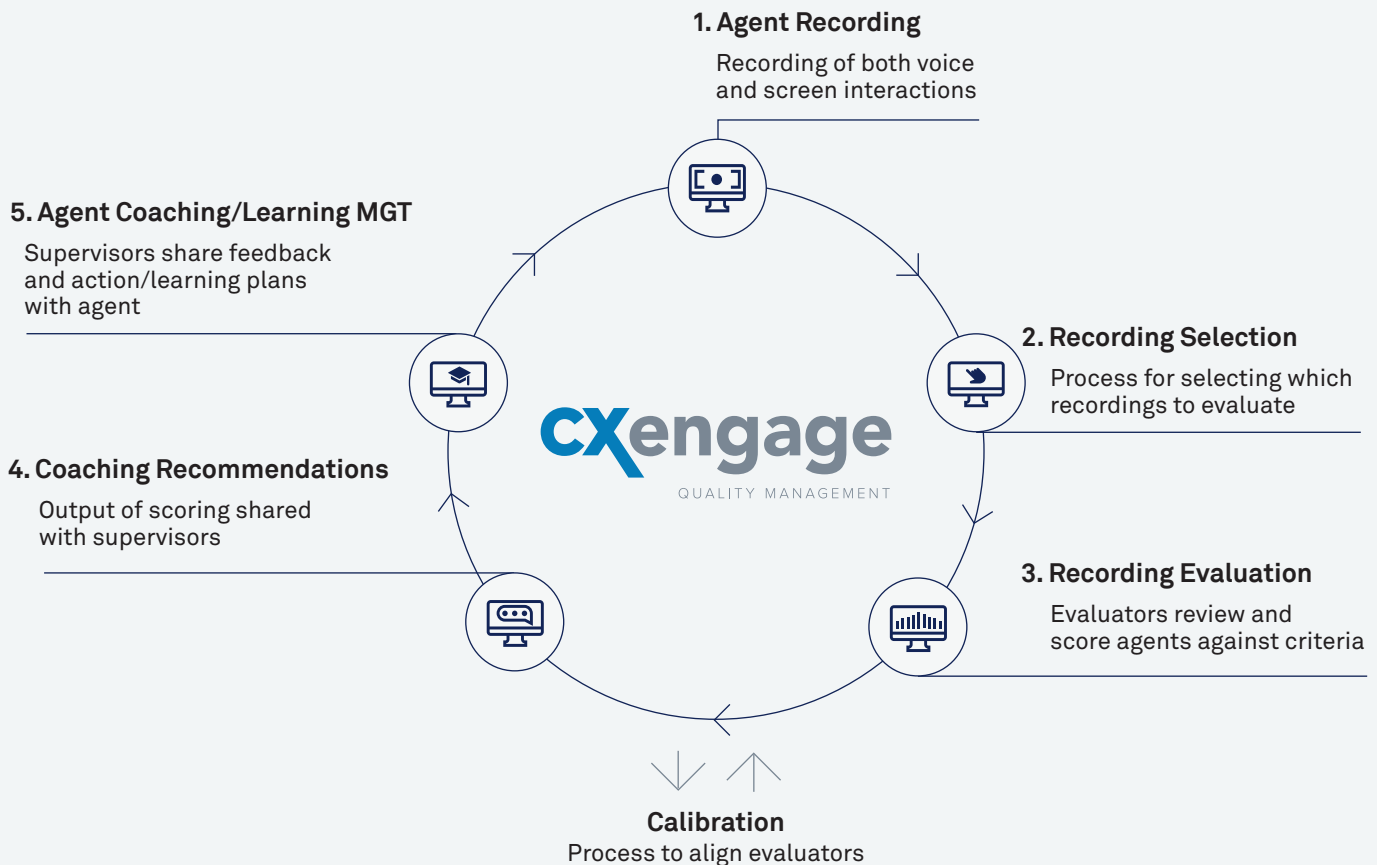 1. Agent Recording
Recording of both voice
and screen interactions
2. Recording Selection
Process for selecting which
recordings to evaluate
3. Recording Evaluation
Evaluators review and
score agents against criteria
Calibration
Process to align evaluators
4. Coaching Recommendations
Output of scoring shared
with supervisors
5. Agent Coaching/Learning MGT
Supervisors share feedback
and action/learning plans
with agent
cxengage
QUALITY MANAGEMENT